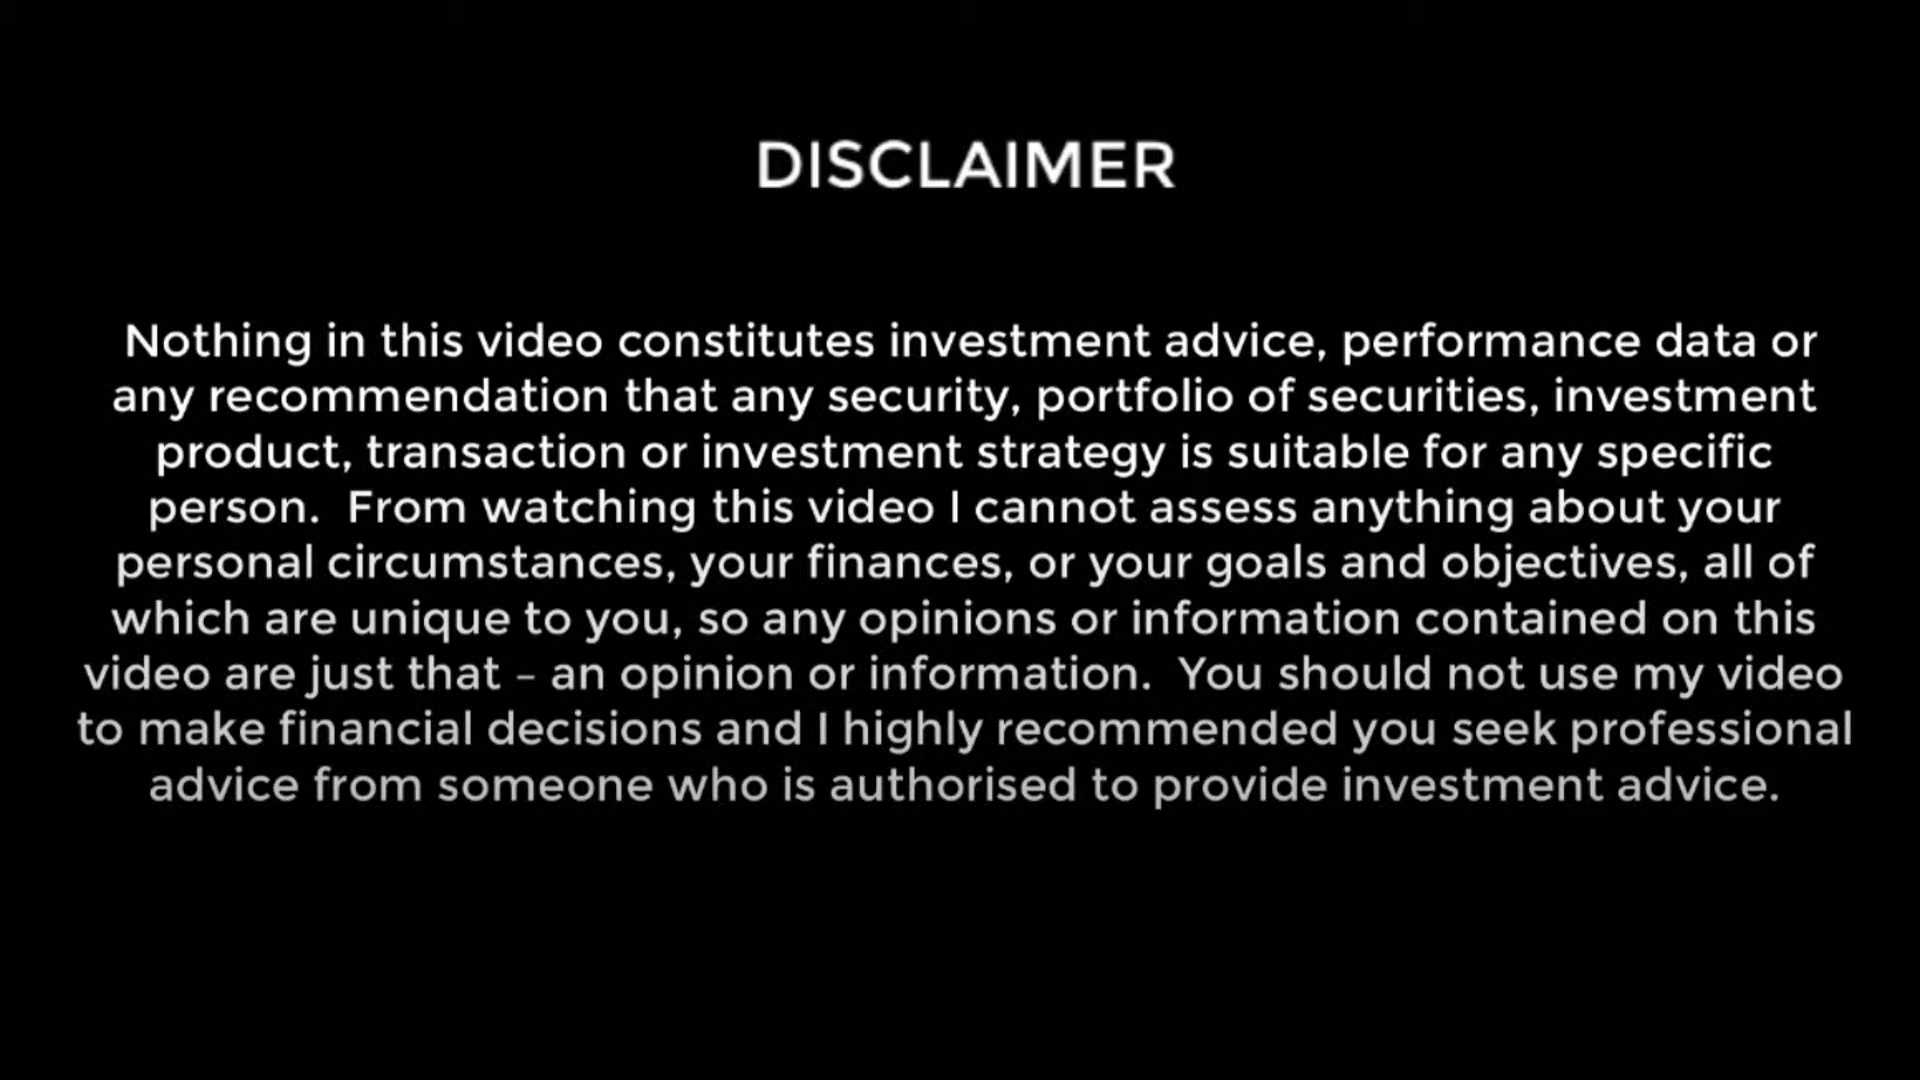 DISCLAIMER
Nothing in this video constitutes investment advice, performance data or
any recommendation that any security, portfolio of securities, investment
product, transaction or investment strategy is suitable for any specific
person.  From watching this video I cannot assess anything about your
personal circumstances, your finances, or your goals and objectives, all of
which are unique to you, so any opinions or information contained on this
video are just that – an opinion or information.  You should not use my video
to make financial decisions and I highly recommended you seek professional
advice from someone who is authorised to provide investment advice.